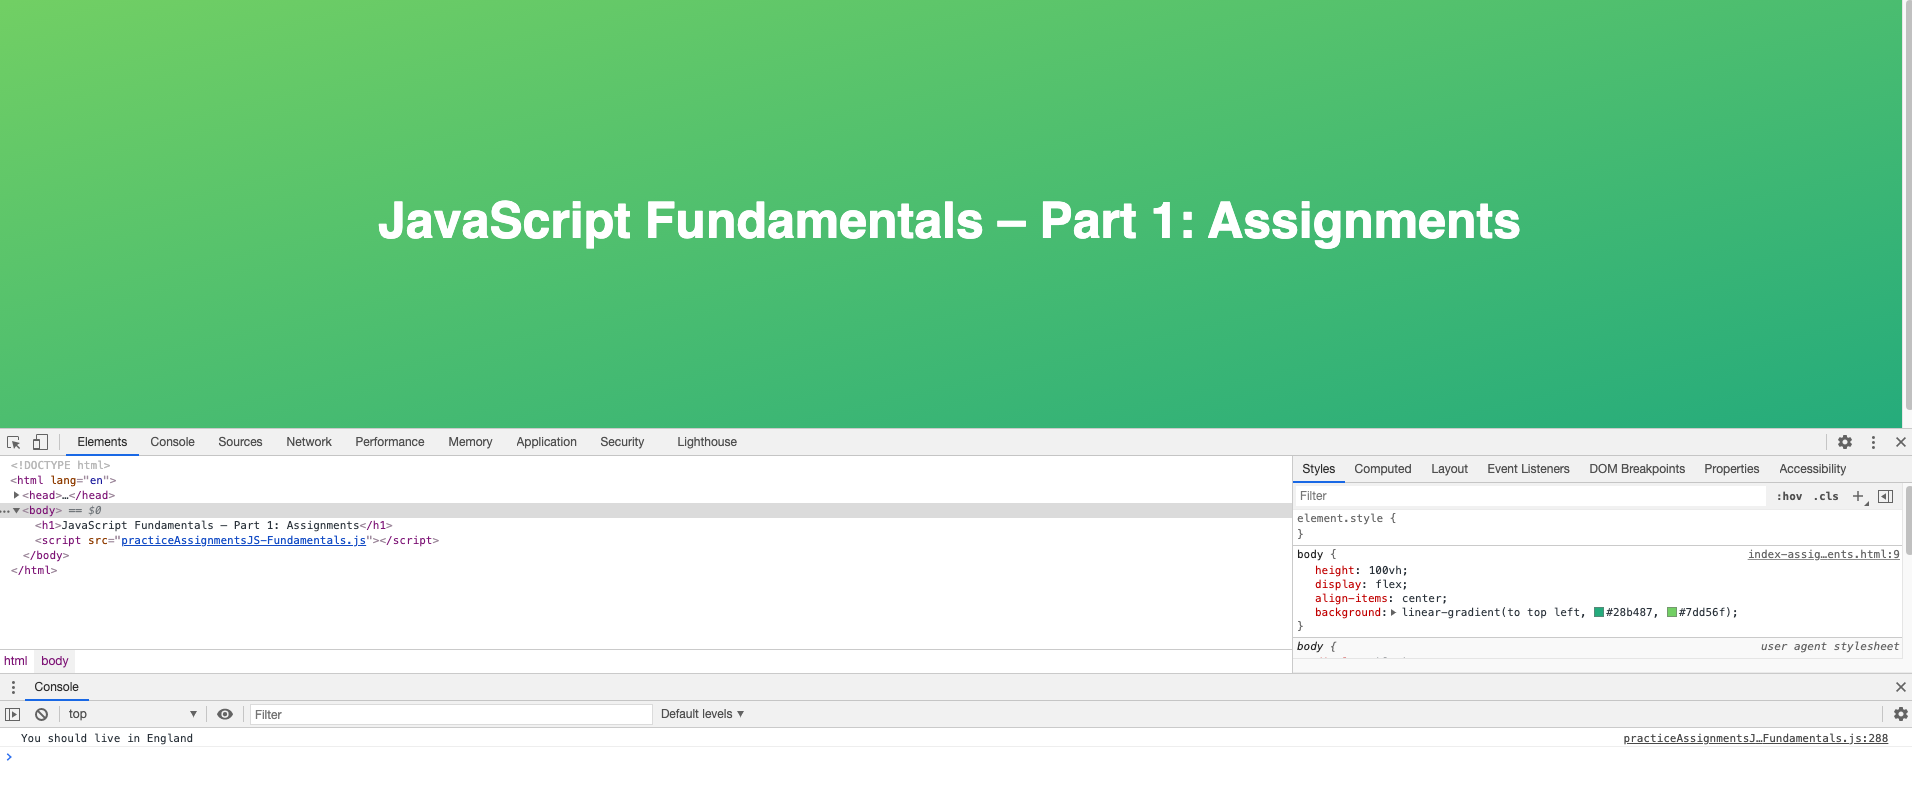 JavaScript Fundamentals – Part 1: Assignments
Elements Console Sources Network Performance Memory Application Security Lighthouse
<!DOCTYPE html>
<html lang="en">
<head>…</head>
<body> == $0
<h1>JavaScript Fundamentals – Part 1: Assignments</h1>
<script src="practiceAssignmentsJS-Fundamentals.js"></script>
</body>
</html>
html body
Styles Computed Layout Event Listeners DOM Breakpoints Properties Accessibility
Filter :hov .cls
element.style {
}
body { index-assig…ents.html:9
height: 100vh;
display: flex;
align-items: center;
background: linear-gradient(to top left, #28b487, #7dd56f);
}
body { user agent stylesheet
Console
top Filter Default levels
You should live in England practiceAssignmentsJ…Fundamentals.js:288